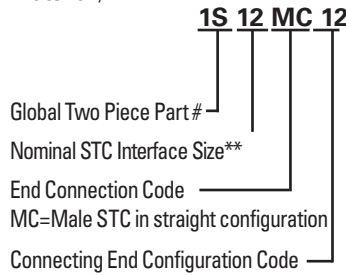 1S 12 MC 12
Global Two Piece Part #
Nominal STC Interface Size**
End Connection Code
MC=Male STC in straight configuration
Connecting End Configuration Code